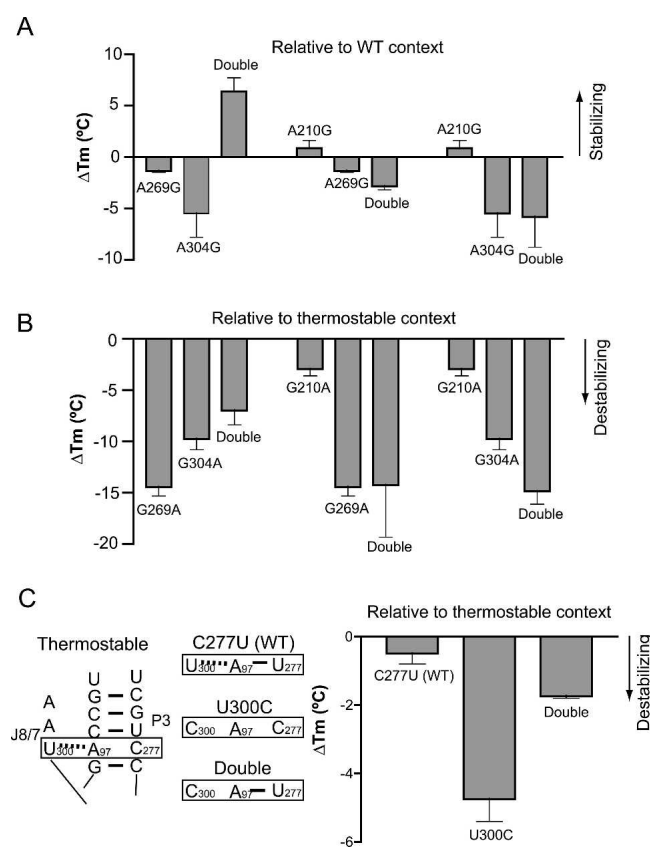 A
Relative to WT context
10
5
0
-5
-10
ΔTm (ºC)
Double
A269G
A304G
A210G
A269G
Double
A210G
A304G
Double
Stabilizing
B
Relative to thermostable context
0
-5
-10
-15
-20
ΔTm (ºC)
G269A
G304A
Double
G210A
G269A
Double
G210A
G304A
Double
Destabilizing
C
Thermostable
U U
G C
A C G P3
J8/7 A C U
U300 A97 C277
G C
C277U (WT)
U300 A97 U277
U300C
C300 A97 C277
Double
C300 A97 U277
Relative to thermostable context
0
-2
-4
-6
ΔTm (ºC)
C277U (WT)
U300C
Double
Destabilizing